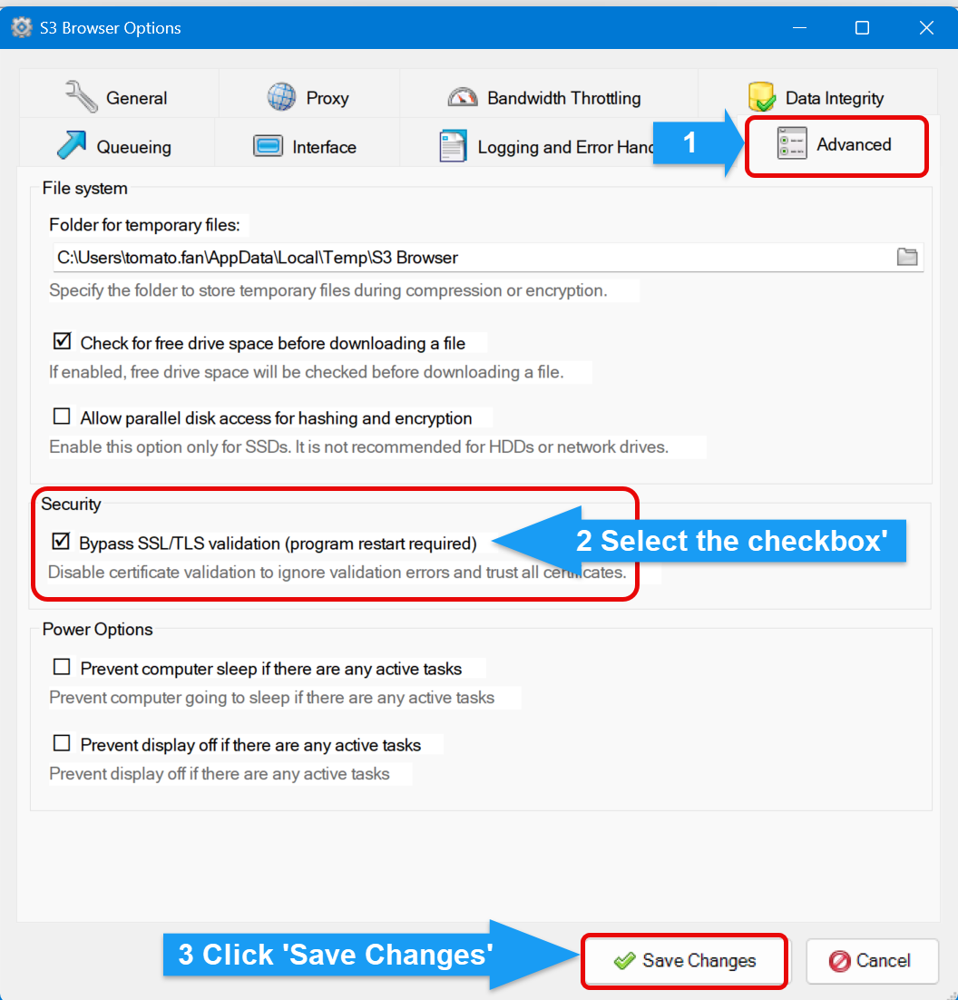 S3 Browser Options
General
Proxy
Bandwidth Throttling
Data Integrity
Queueing
Interface
Logging and Error Hand
1
Advanced
File system
Folder for temporary files:
C:\Users\tomato.fan\AppData\Local\Temp\S3 Browser
Specify the folder to store temporary files during compression or encryption.
Check for free drive space before downloading a file
If enabled, free drive space will be checked before downloading a file.
Allow parallel disk access for hashing and encryption
Enable this option only for SSDs. It is not recommended for HDDs or network drives.
Security
Bypass SSL/TLS validation (program restart required)
2 Select the checkbox'
Disable certificate validation to ignore validation errors and trust all certificates.
Power Options
Prevent computer sleep if there are any active tasks
Prevent computer going to sleep if there are any active tasks
Prevent display off if there are any active tasks
Prevent display off if there are any active tasks
3 Click 'Save Changes'
Save Changes
Cancel